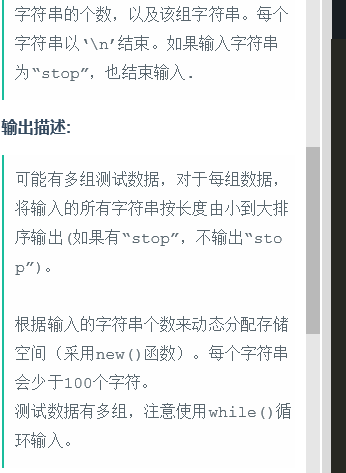 字符串的个数，以及该组字符串。每个
字符串以‘\n’结束。如果输入字符串
为“stop”，也结束输入.
输出描述:
可能有多组测试数据，对于每组数据，
将输入的所有字符串按长度由小到大排
序输出(如果有“stop”，不输出“sto
p”)。
根据输入的字符串个数来动态分配存储
空间（采用new()函数）。每个字符串
会少于100个字符。
测试数据有多组，注意使用while()循
环输入。